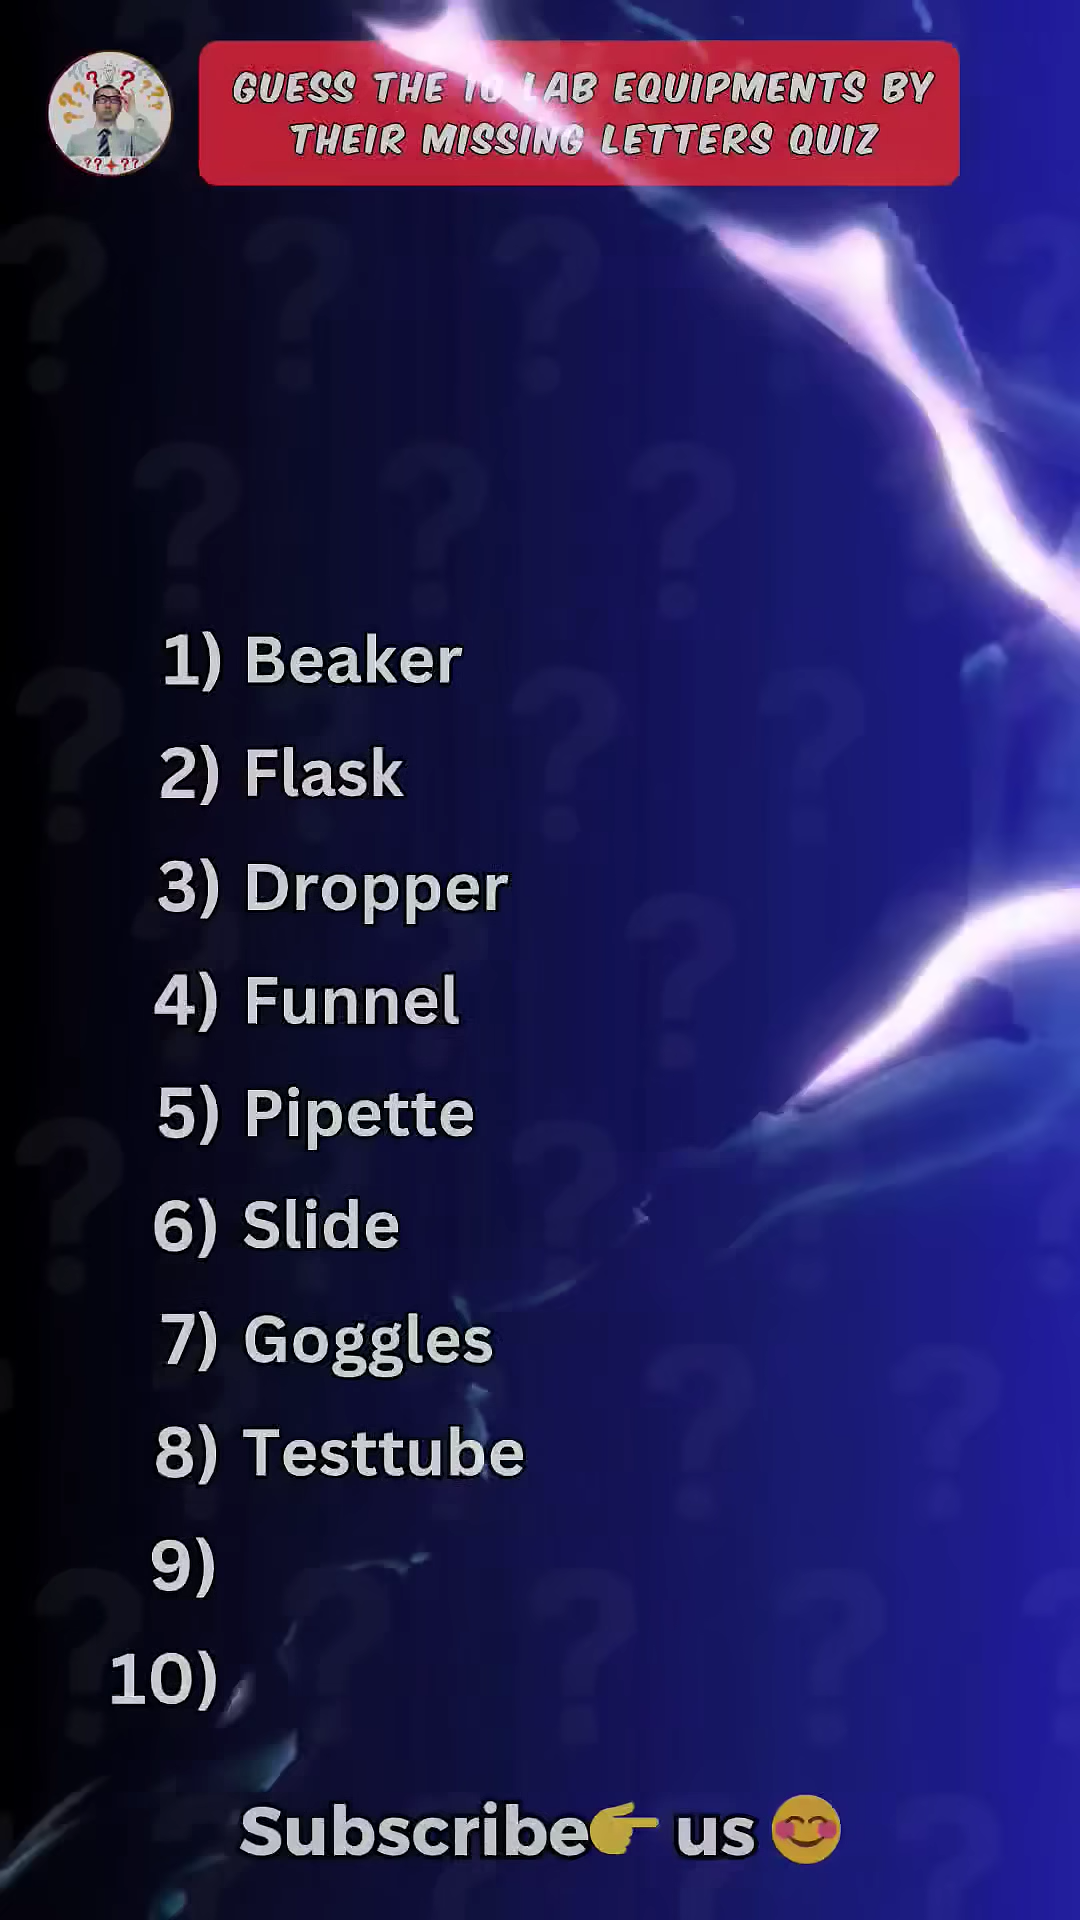 GUESS THE 10 LAB EQUIPMENTS BY
THEIR MISSING LETTERS QUIZ
1) Beaker
2) Flask
3) Dropper
4) Funnel
5) Pipette
6) Slide
7) Goggles
8) Testtube
9)
10)
Subscribe👉 us 😊